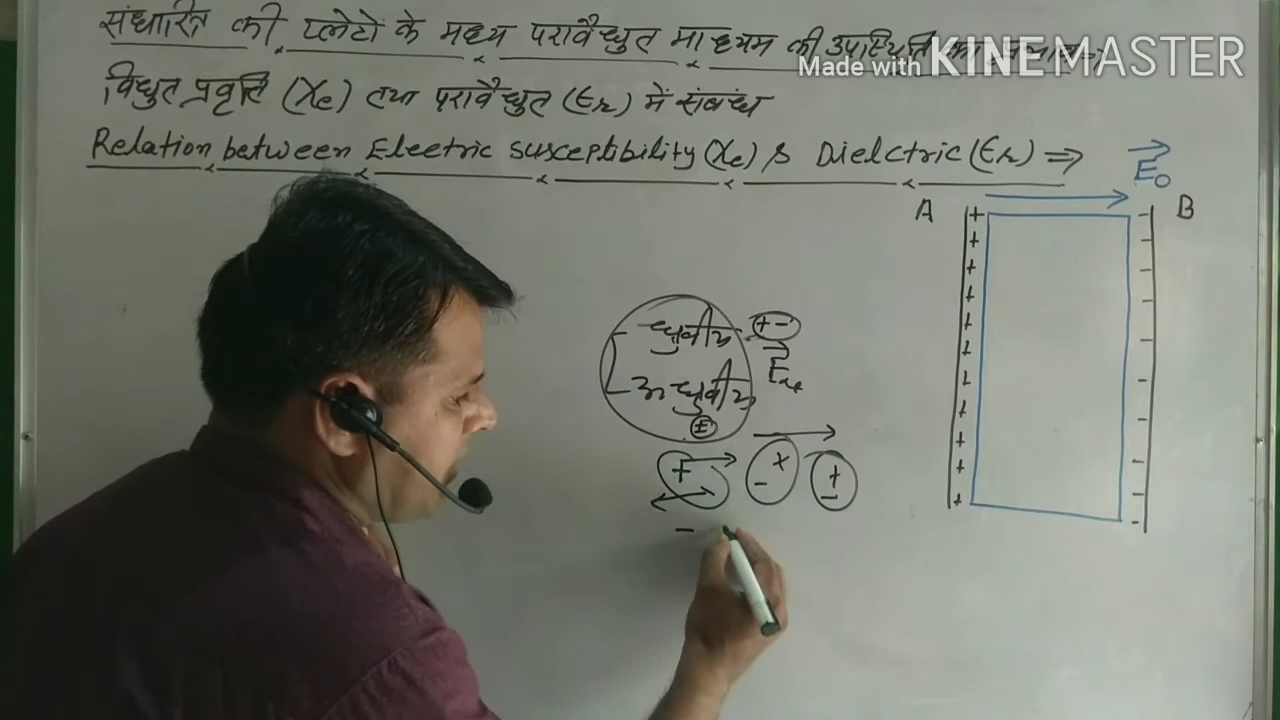 संधारित्र की प्लेटों के मध्य परावैधुत माध्यम की उपस्थिति
Made with KINEMASTER
विधुत प्रवृत्ति (χe) तथा परावैधुत (εr) में संबंध
Relation between Electric susceptibility (χe) & Dielctric (εr) ⇒
E0
A B
ध्रुवीय + -
अध्रुवीय